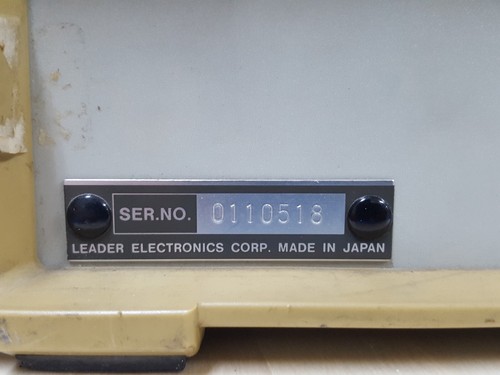 SER.NO. 0110518
LEADER ELECTRONICS CORP. MADE IN JAPAN